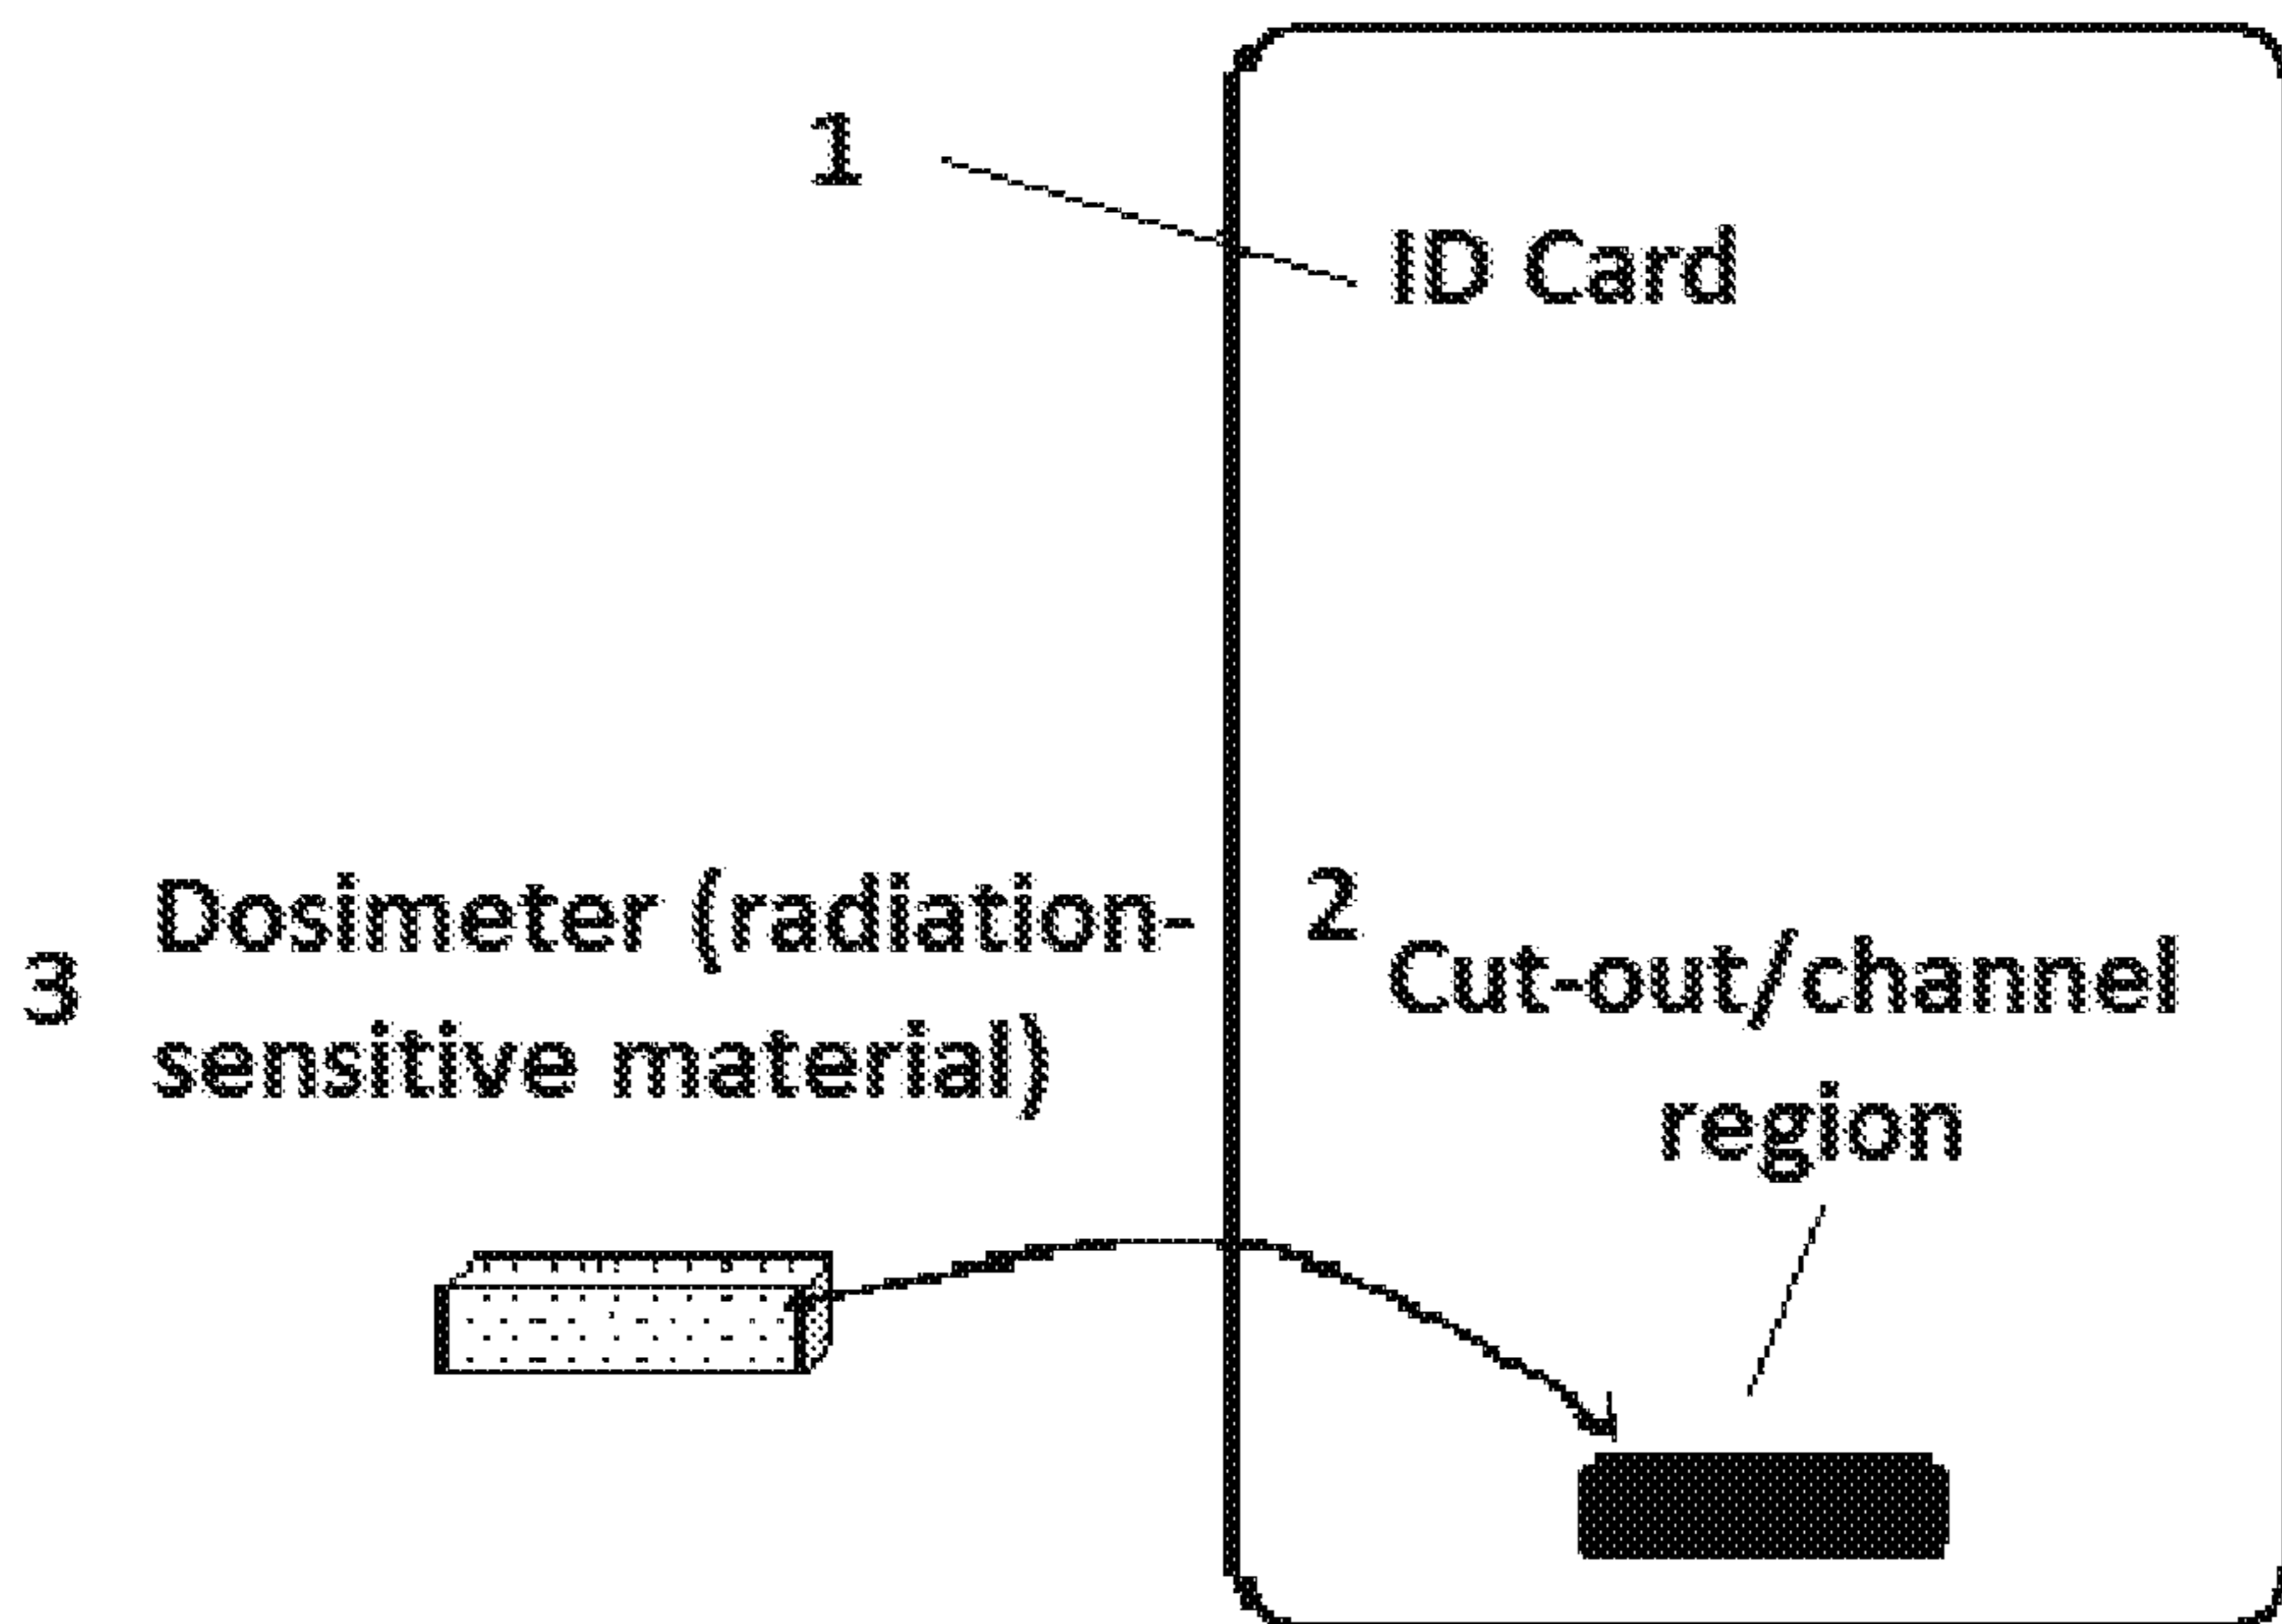 1
ID Card
Dosimeter (radiation-
3
sensitive material)
2
Cut-out/channel
region